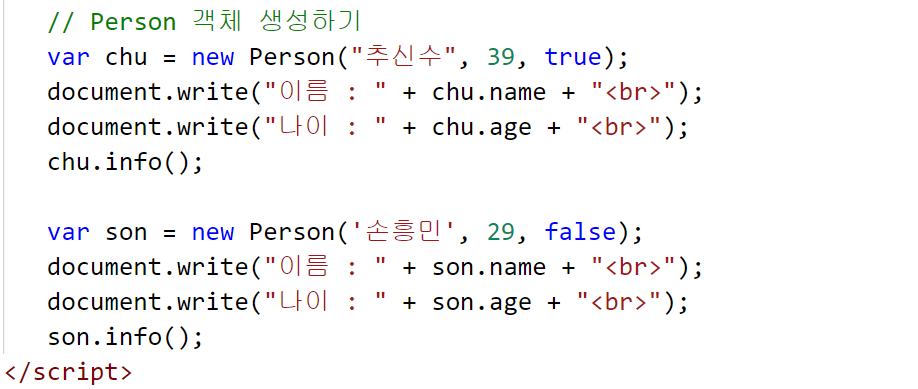 // Person 객체 생성하기
var chu = new Person("추신수", 39, true);
document.write("이름 : " + chu.name + "<br>");
document.write("나이 : " + chu.age + "<br>");
chu.info();
var son = new Person('손흥민', 29, false);
document.write("이름 : " + son.name + "<br>");
document.write("나이 : " + son.age + "<br>");
son.info();
</script>